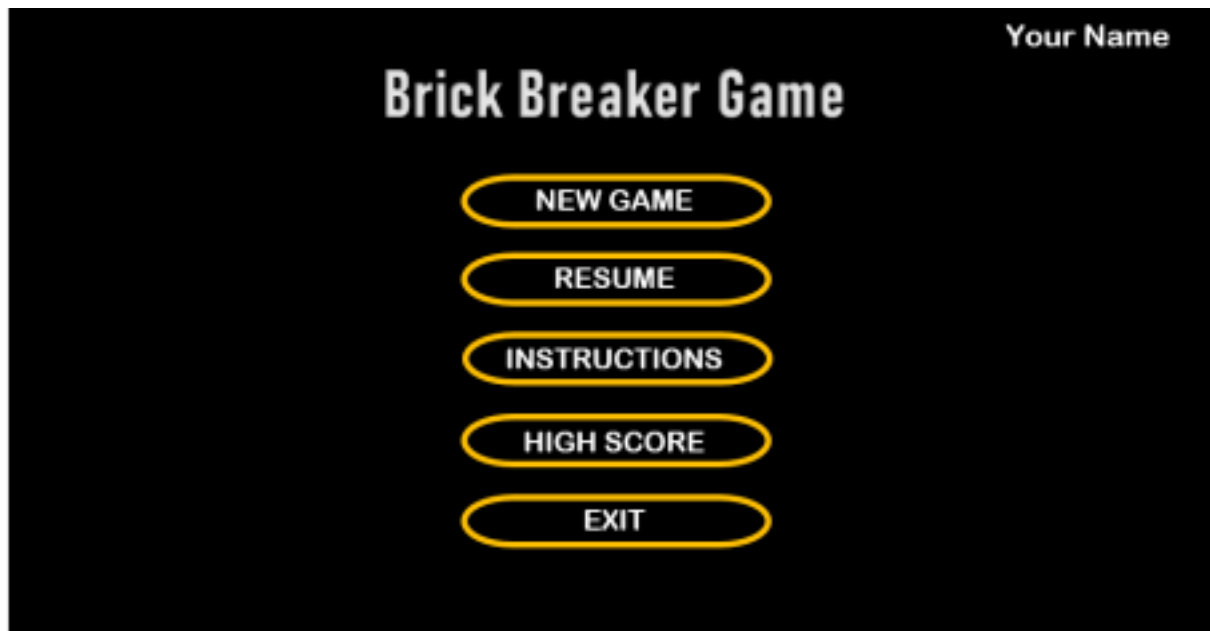 Your Name
Brick Breaker Game
NEW GAME
RESUME
INSTRUCTIONS
HIGH SCORE
EXIT